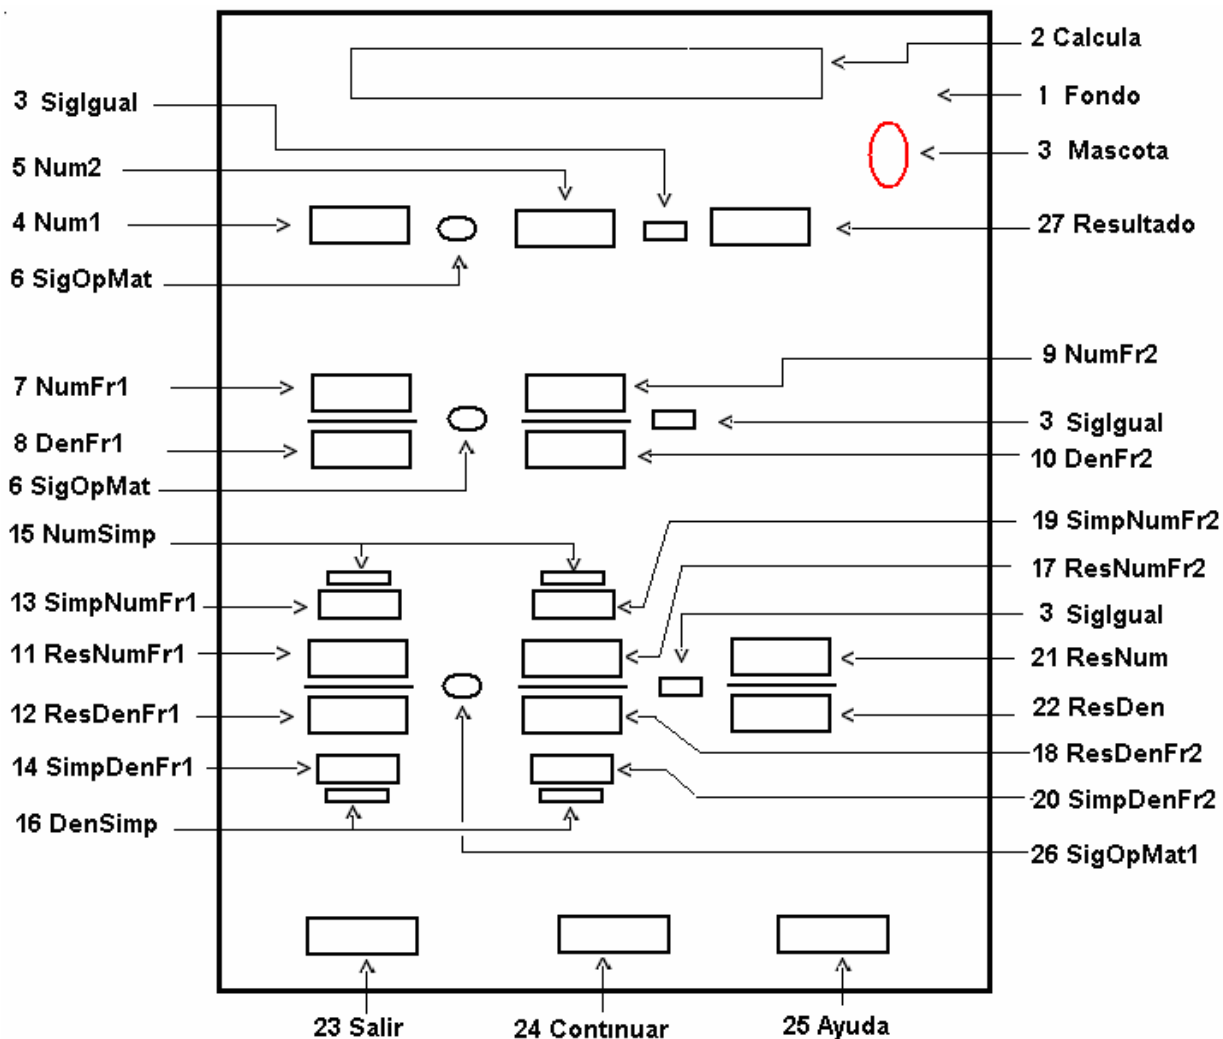 2 Calcula
3 SigIgual
1 Fondo
3 Mascota
5 Num2
4 Num1
27 Resultado
6 SigOpMat
9 NumFr2
7 NumFr1
3 SigIgual
8 DenFr1
10 DenFr2
6 SigOpMat
19 SimpNumFr2
15 NumSimp
17 ResNumFr2
13 SimpNumFr1
3 SigIgual
11 ResNumFr1
21 ResNum
12 ResDenFr1
22 ResDen
18 ResDenFr2
14 SimpDenFr1
20 SimpDenFr2
16 DenSimp
26 SigOpMat1
23 Salir
24 Continuar
25 Ayuda